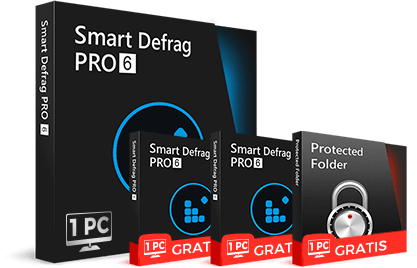 Smart Defrag
PRO 6
Smart Defrag PRO 6
1 PC
Smart Defrag
PRO 6
Smart Defrag PRO 6
1 PC GRATIS
Smart Defrag
PRO 6
Smart Defrag PRO 6
1 PC GRATIS
Protected
Folder
Protected Folder
1 PC GRATIS